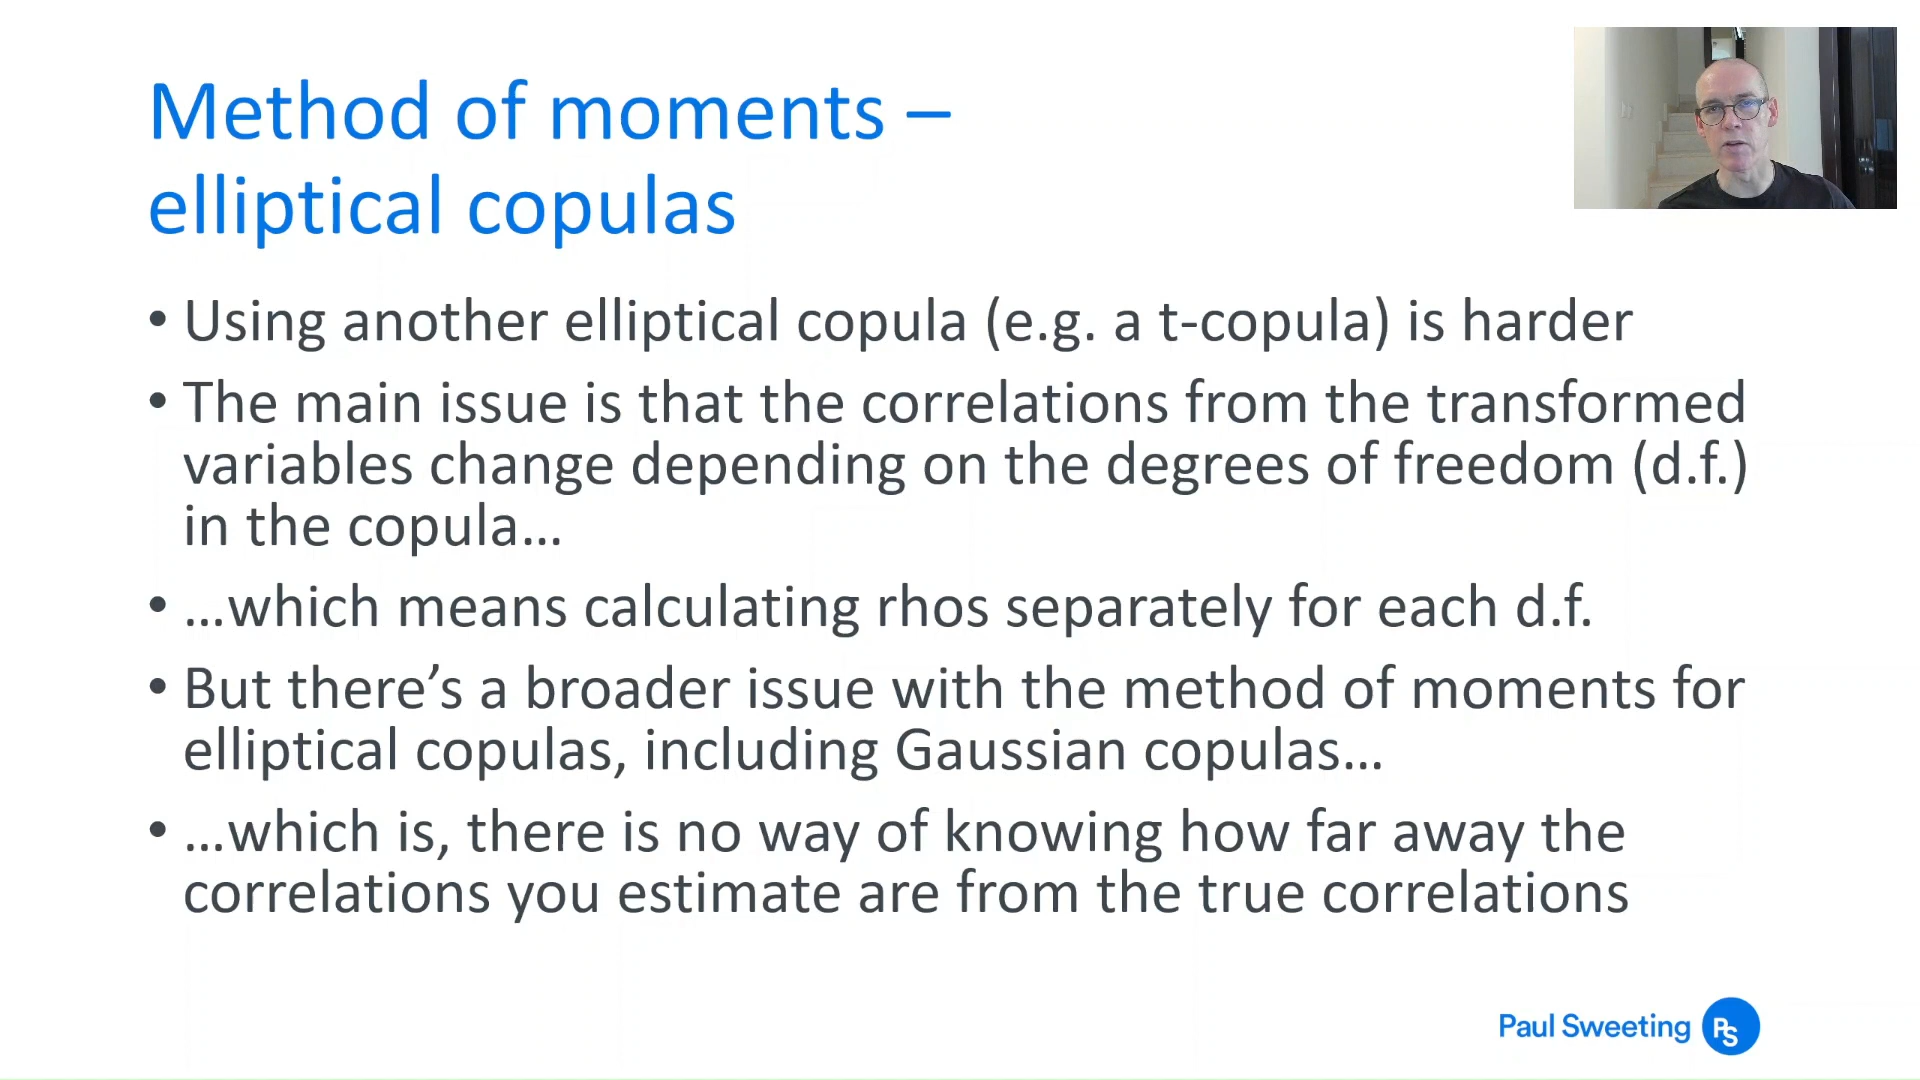 Method of moments –
elliptical copulas
• Using another elliptical copula (e.g. a t-copula) is harder
• The main issue is that the correlations from the transformed
variables change depending on the degrees of freedom (d.f.)
in the copula…
• …which means calculating rhos separately for each d.f.
• But there’s a broader issue with the method of moments for
elliptical copulas, including Gaussian copulas…
• …which is, there is no way of knowing how far away the
correlations you estimate are from the true correlations
Paul Sweeting PS